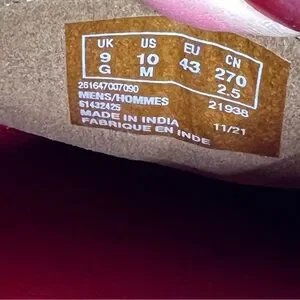 UK US EU CN
9 10 43 270
G M 2.5
261647007090
MENS/HOMMES 21938
61432425
MADE IN INDIA 11/21
FABRIQUE EN INDE